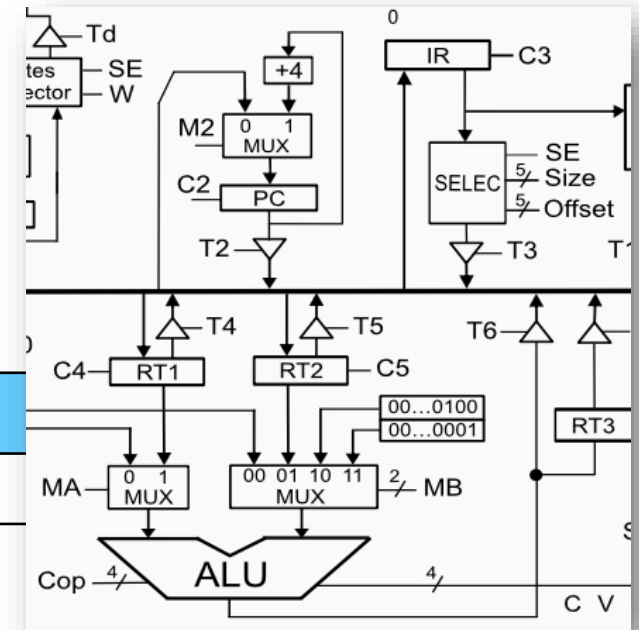 0
Td
tes
SE
ector
W
+4
IR
C3
M2
0 1
MUX
C2
PC
T2
SELEC
SE
5 Size
5 Offset
T3
T4
T5
T6
C4
RT1
RT2
C5
00...0100
00...0001
RT3
MA
0 1
MUX
00 01 10 11
MUX
2
MB
Cop
4
ALU
4
C V